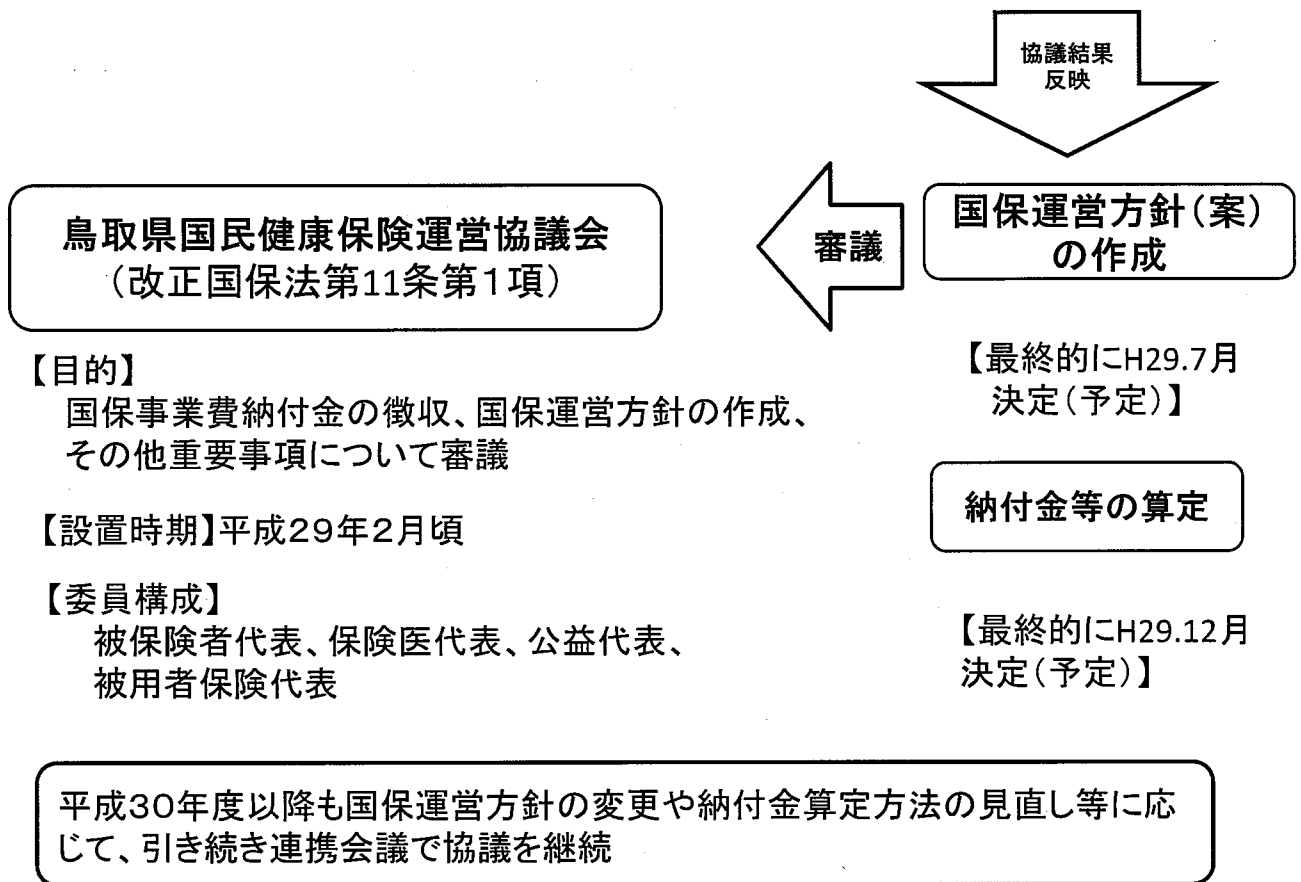 協議結果
反映
鳥取県国民健康保険運営協議会
（改正国保法第11条第1項）
審議
国保運営方針（案）
の作成
【目的】
国保事業費納付金の徴収、国保運営方針の作成、
その他重要事項について審議
【設置時期】平成29年2月頃
【委員構成】
被保険者代表、保険医代表、公益代表、
被用者保険代表
【最終的にH29.7月
決定（予定）】
納付金等の算定
【最終的にH29.12月
決定（予定）】
平成30年度以降も国保運営方針の変更や納付金算定方法の見直し等に応
じて、引き続き連携会議で協議を継続